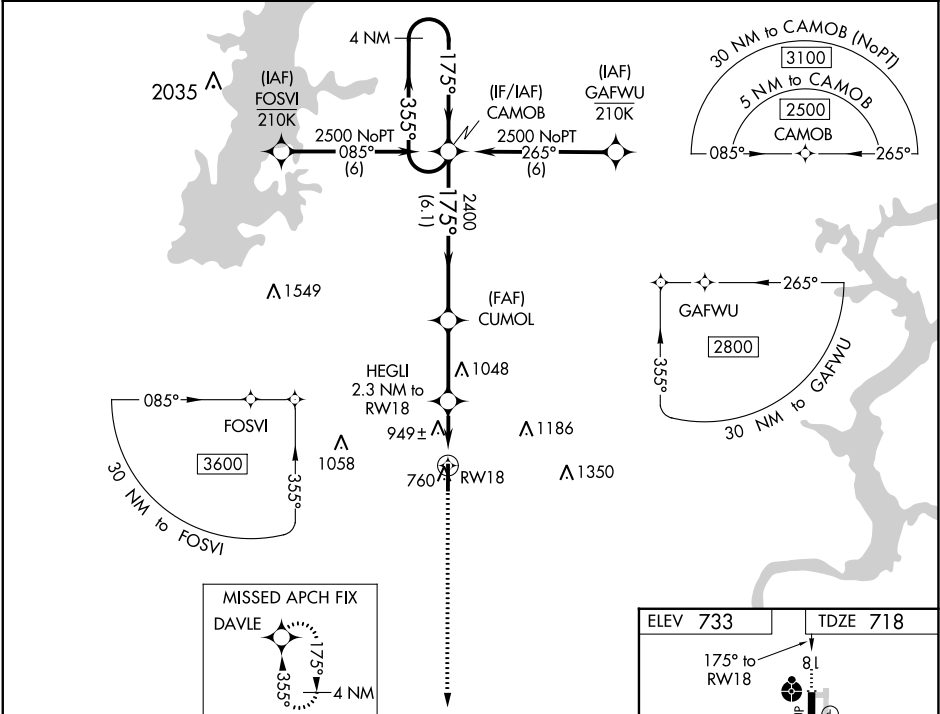 4 NM
175°
355°
2035
(IAF)
FOSVI
210K
2500 NoPT
085°
(6)
(IF/IAF)
CAMOB
(IAF)
GAFWU
210K
2500 NoPT
265°
(6)
30 NM to CAMOB (NoPT)
3100
5 NM to CAMOB
2500
CAMOB
085°
265°
2400
175°
(6.1)
1549
(FAF)
CUMOL
265°
GAFWU
2800
355°
30 NM to GAFWU
1048
HEGLI
2.3 NM to
RW18
085°
FOSVI
3600
355°
30 NM to FOSVI
1058
949±
1186
760
RW18
1350
MISSED APCH FIX
DAVLE
175°
355°
4 NM
ELEV 733
TDZE 718
175° to
RW18
18